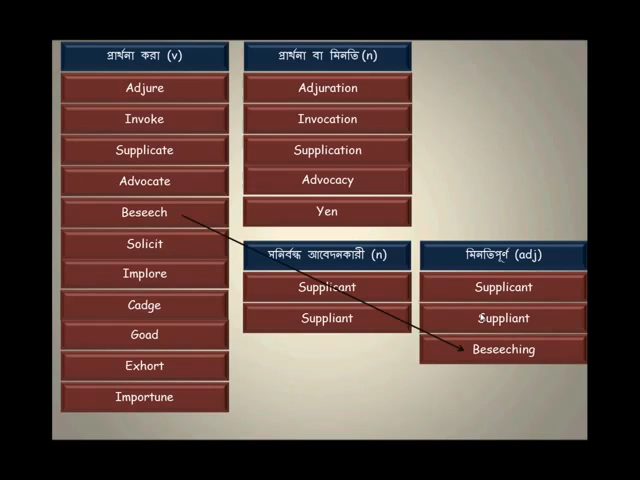 প্রার্থনা করা (v)
Adjure
Invoke
Supplicate
Advocate
Beseech
Solicit
Implore
Cadge
Goad
Exhort
Importune
প্রার্থনা বা মিনতি (n)
Adjuration
Invocation
Supplication
Advocacy
Yen
সনির্বন্ধ আবেদনকারী (n)
Supplicant
Suppliant
মিনতিপূর্ণ (adj)
Supplicant
Suppliant
Beseeching